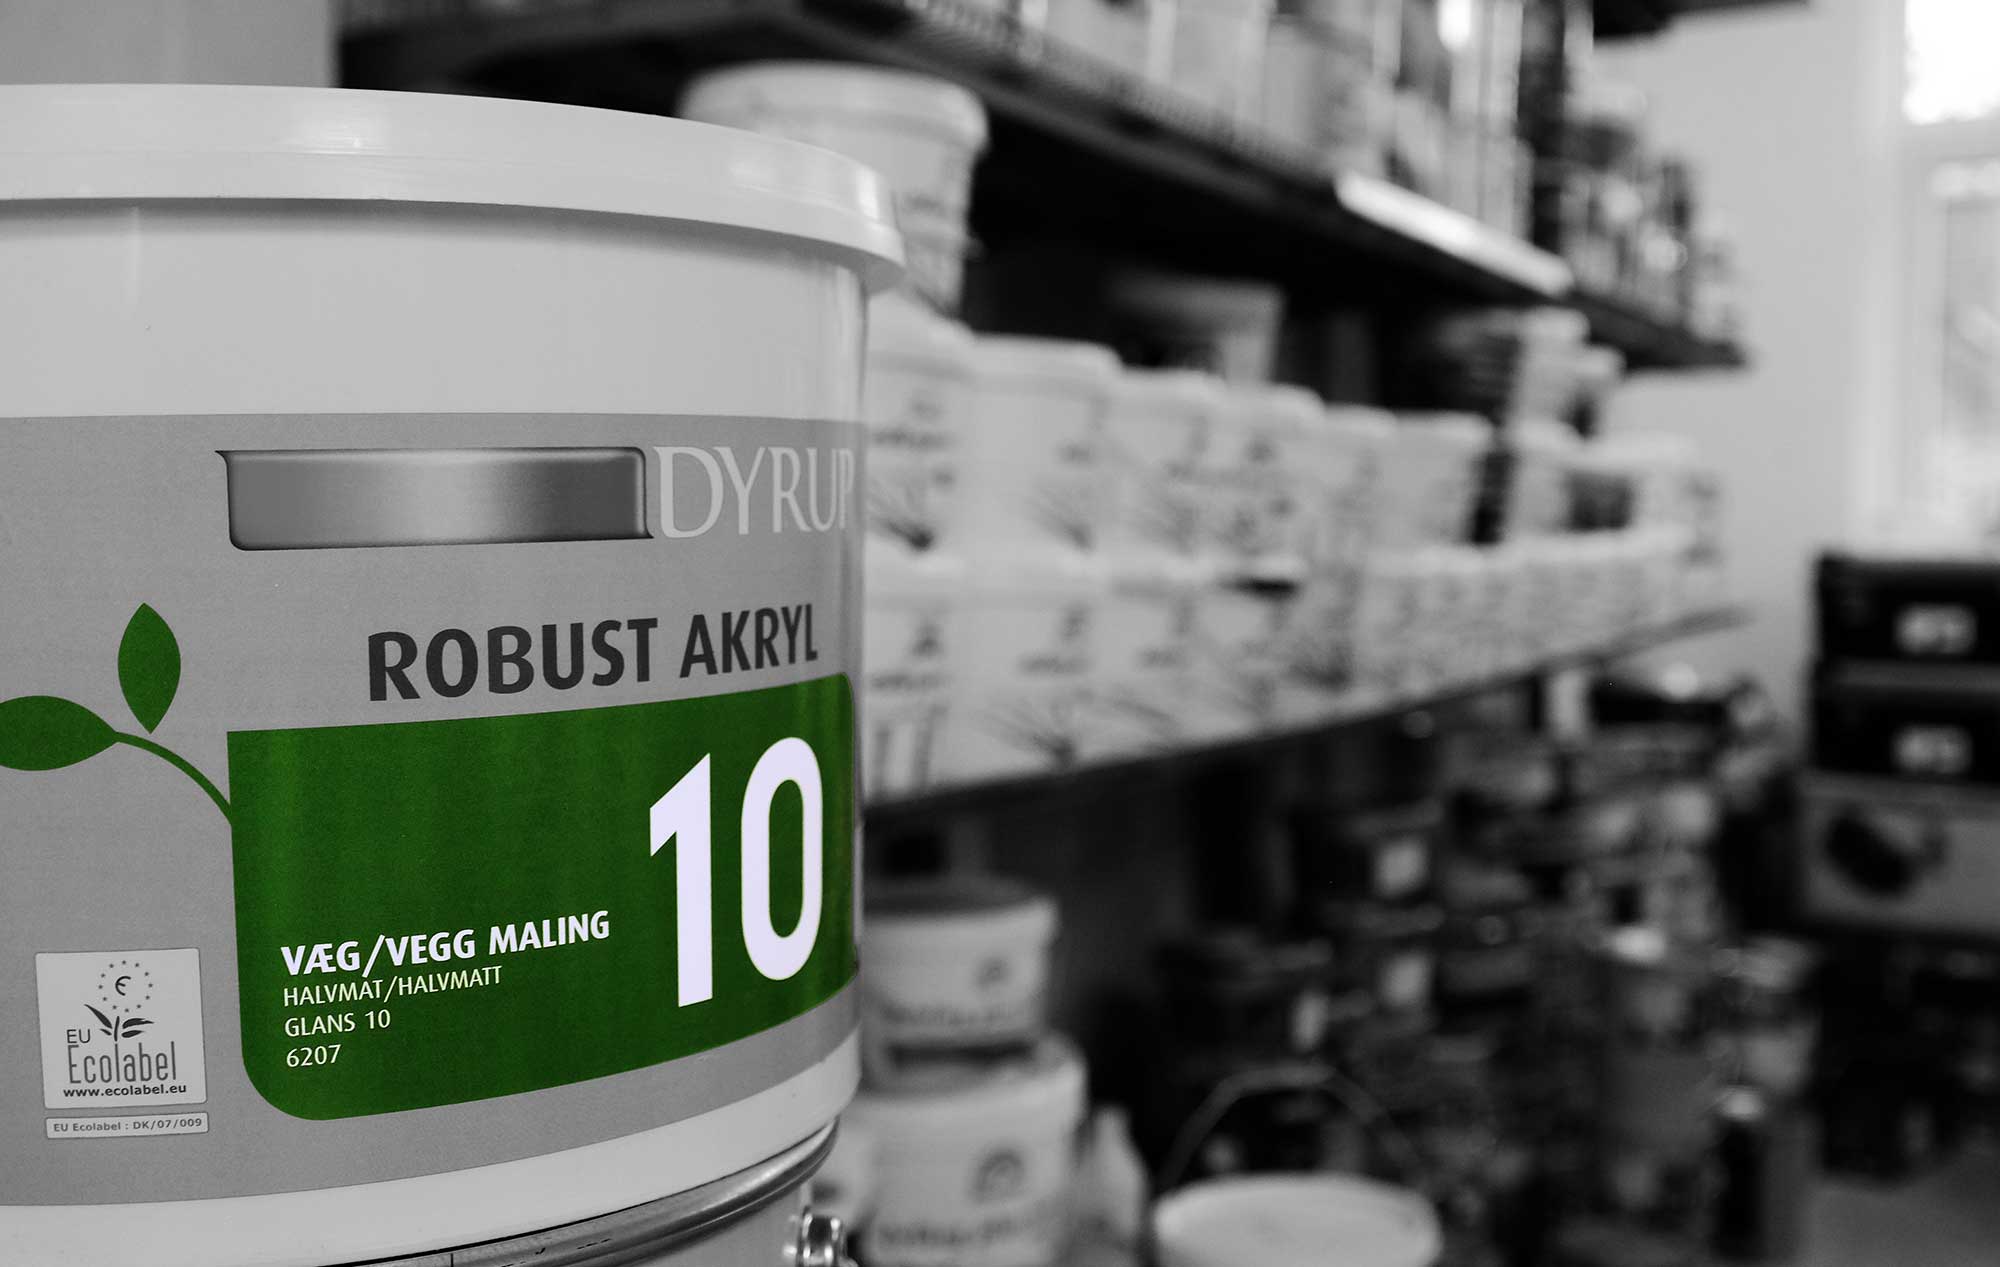 DYRUP
ROBUST AKRYL
10
VÆG/VEGG MALING
HALVMAT/HALVMATT
GLANS 10
6207
EU
Ecolabel
www.ecolabel.eu
EU Ecolabel : DK/07/009